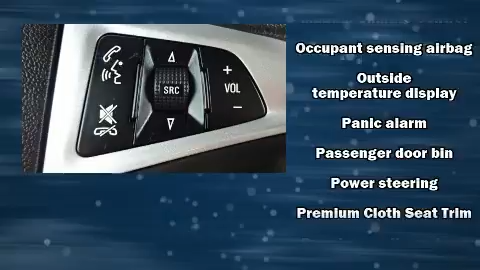 SRC
+
VOL
−
Occupant sensing airbag
Outside
temperature display
Panic alarm
Passenger door bin
Power steering
Premium Cloth Seat Trim